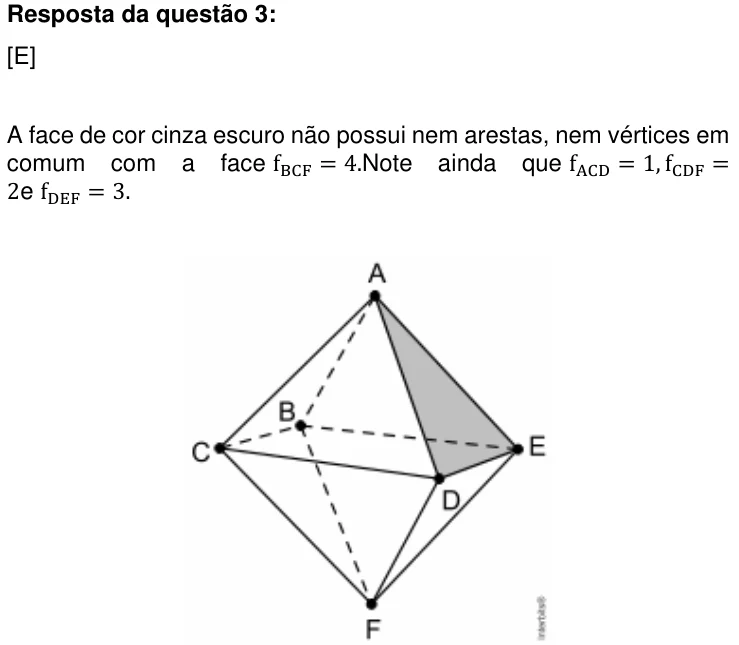 Resposta da questão 3:
[E]
A face de cor cinza escuro não possui nem arestas, nem vértices em
comum com a face f_BCF = 4.Note ainda que f_ACD = 1, f_CDF =
2e f_DEF = 3.
A
B
C
E
D
F
Interbits®